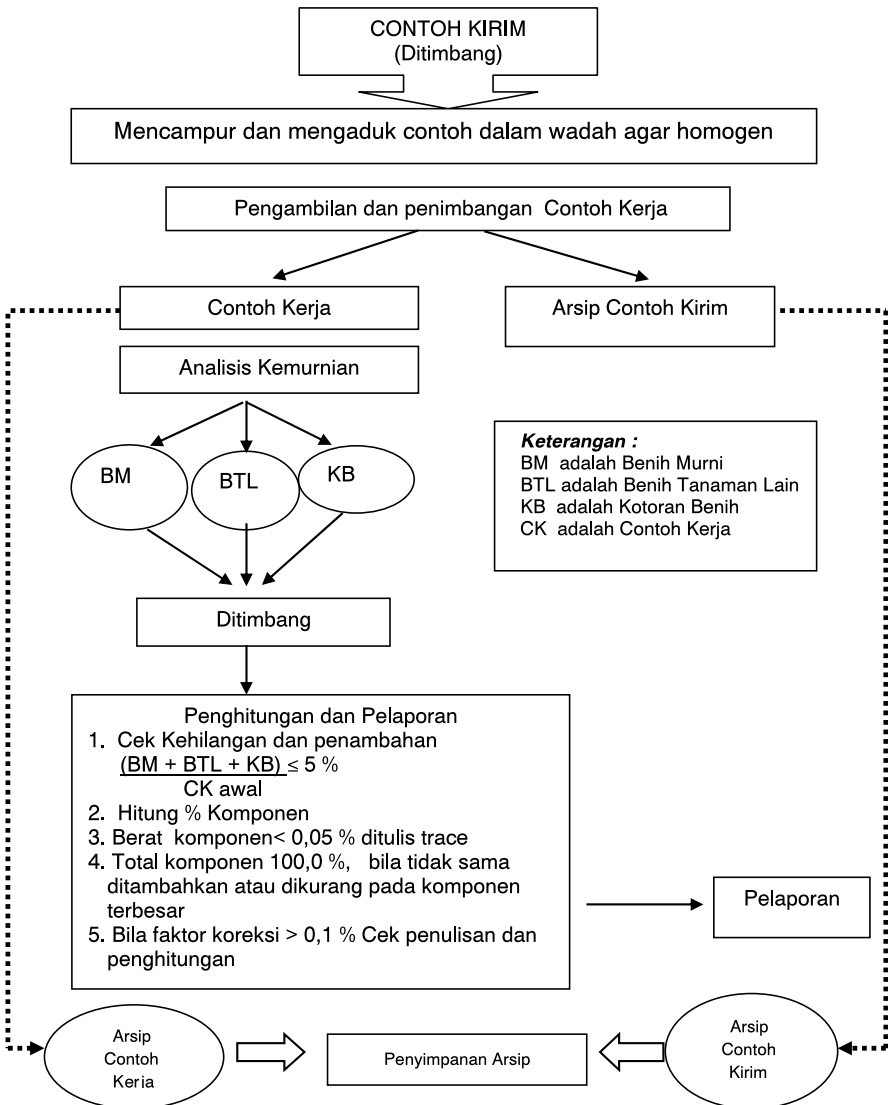 CONTOH KIRIM
(Ditimbang)
Mencampur dan mengaduk contoh dalam wadah agar homogen
Pengambilan dan penimbangan Contoh Kerja
Contoh Kerja
Arsip Contoh Kirim
Analisis Kemurnian
BM
BTL
KB
Keterangan :
BM adalah Benih Murni
BTL adalah Benih Tanaman Lain
KB adalah Kotoran Benih
CK adalah Contoh Kerja
Ditimbang
Penghitungan dan Pelaporan
1. Cek Kehilangan dan penambahan
(BM + BTL + KB) ≤ 5 %
CK awal
2. Hitung % Komponen
3. Berat komponen< 0,05 % ditulis trace
4. Total komponen 100,0 %, bila tidak sama
ditambahkan atau dikurang pada komponen
terbesar
5. Bila faktor koreksi > 0,1 % Cek penulisan dan
penghitungan
Pelaporan
Arsip
Contoh
Kerja
Penyimpanan Arsip
Arsip
Contoh
Kirim